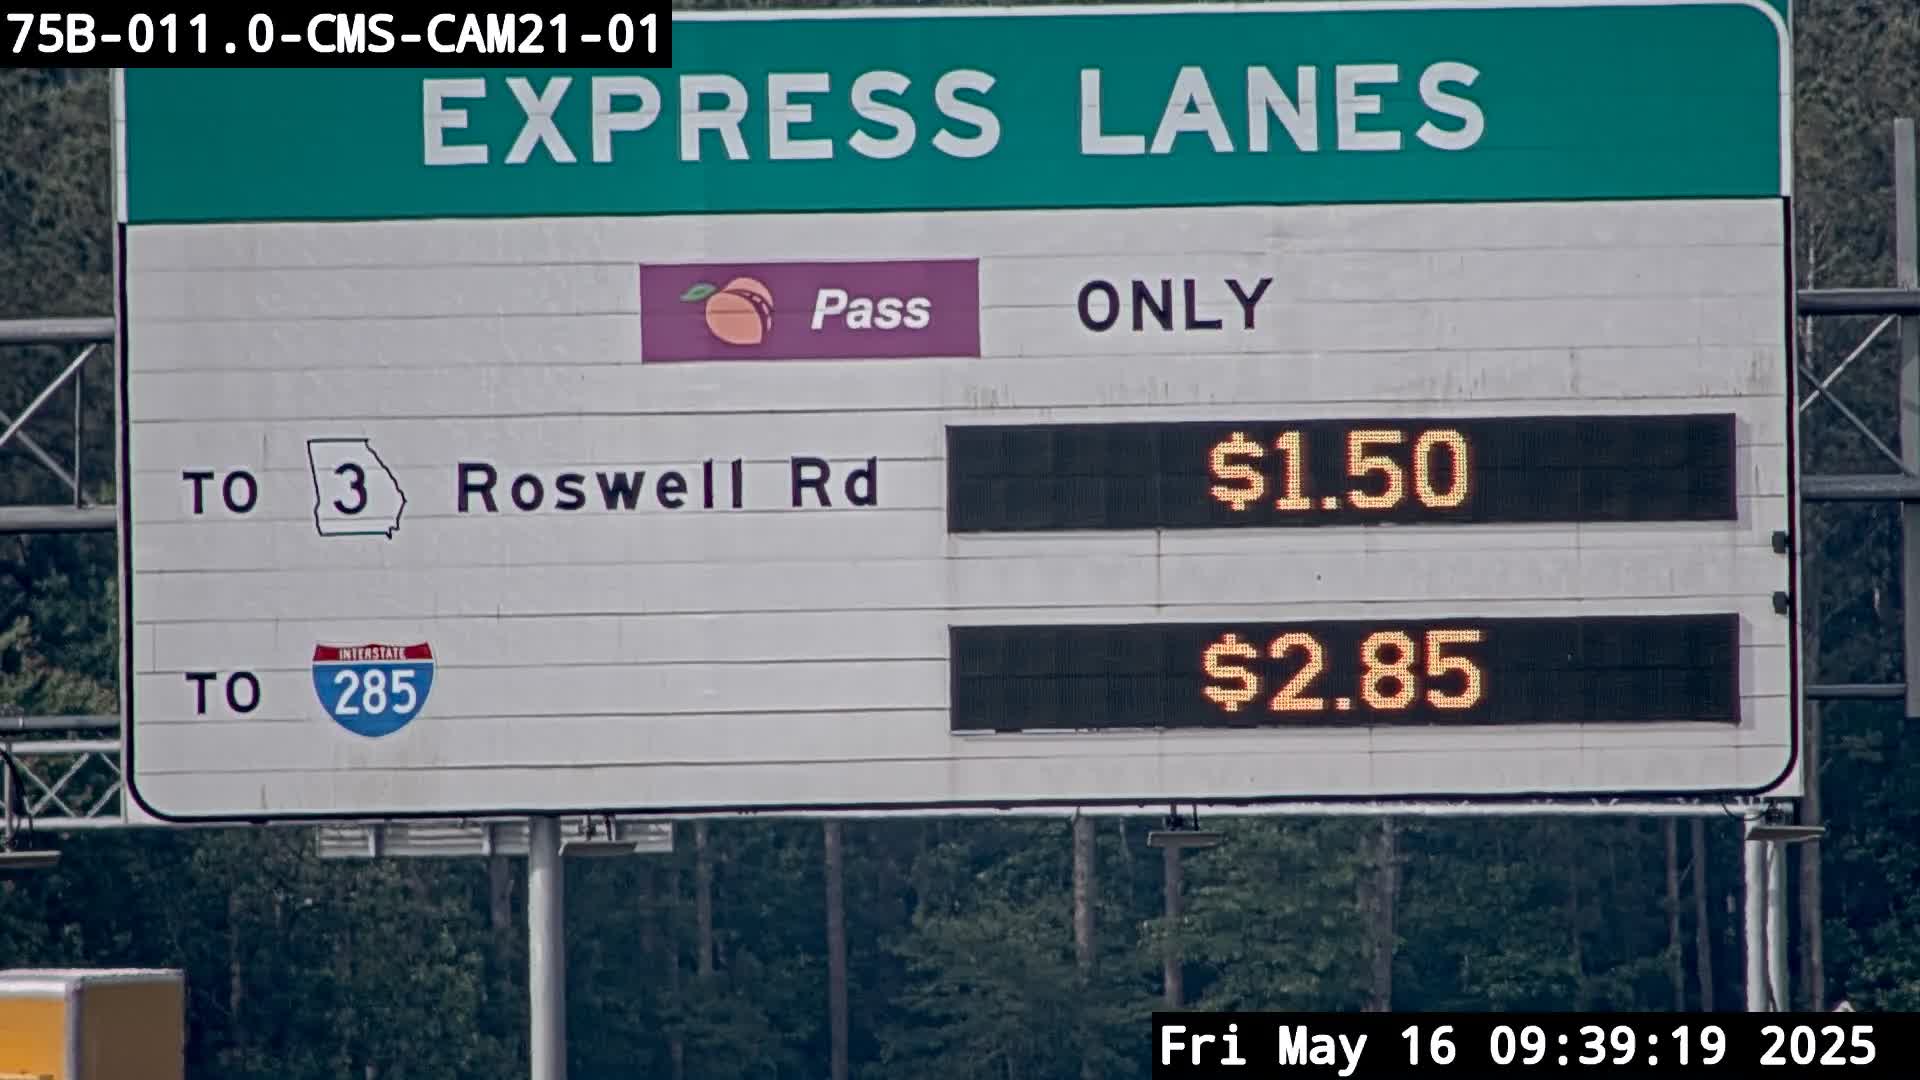 75B-011.0-CMS-CAM21-01
EXPRESS LANES
Pass ONLY
TO 3 Roswell Rd $1.50
TO INTERSTATE 285 $2.85
Fri May 16 09:39:19 2025